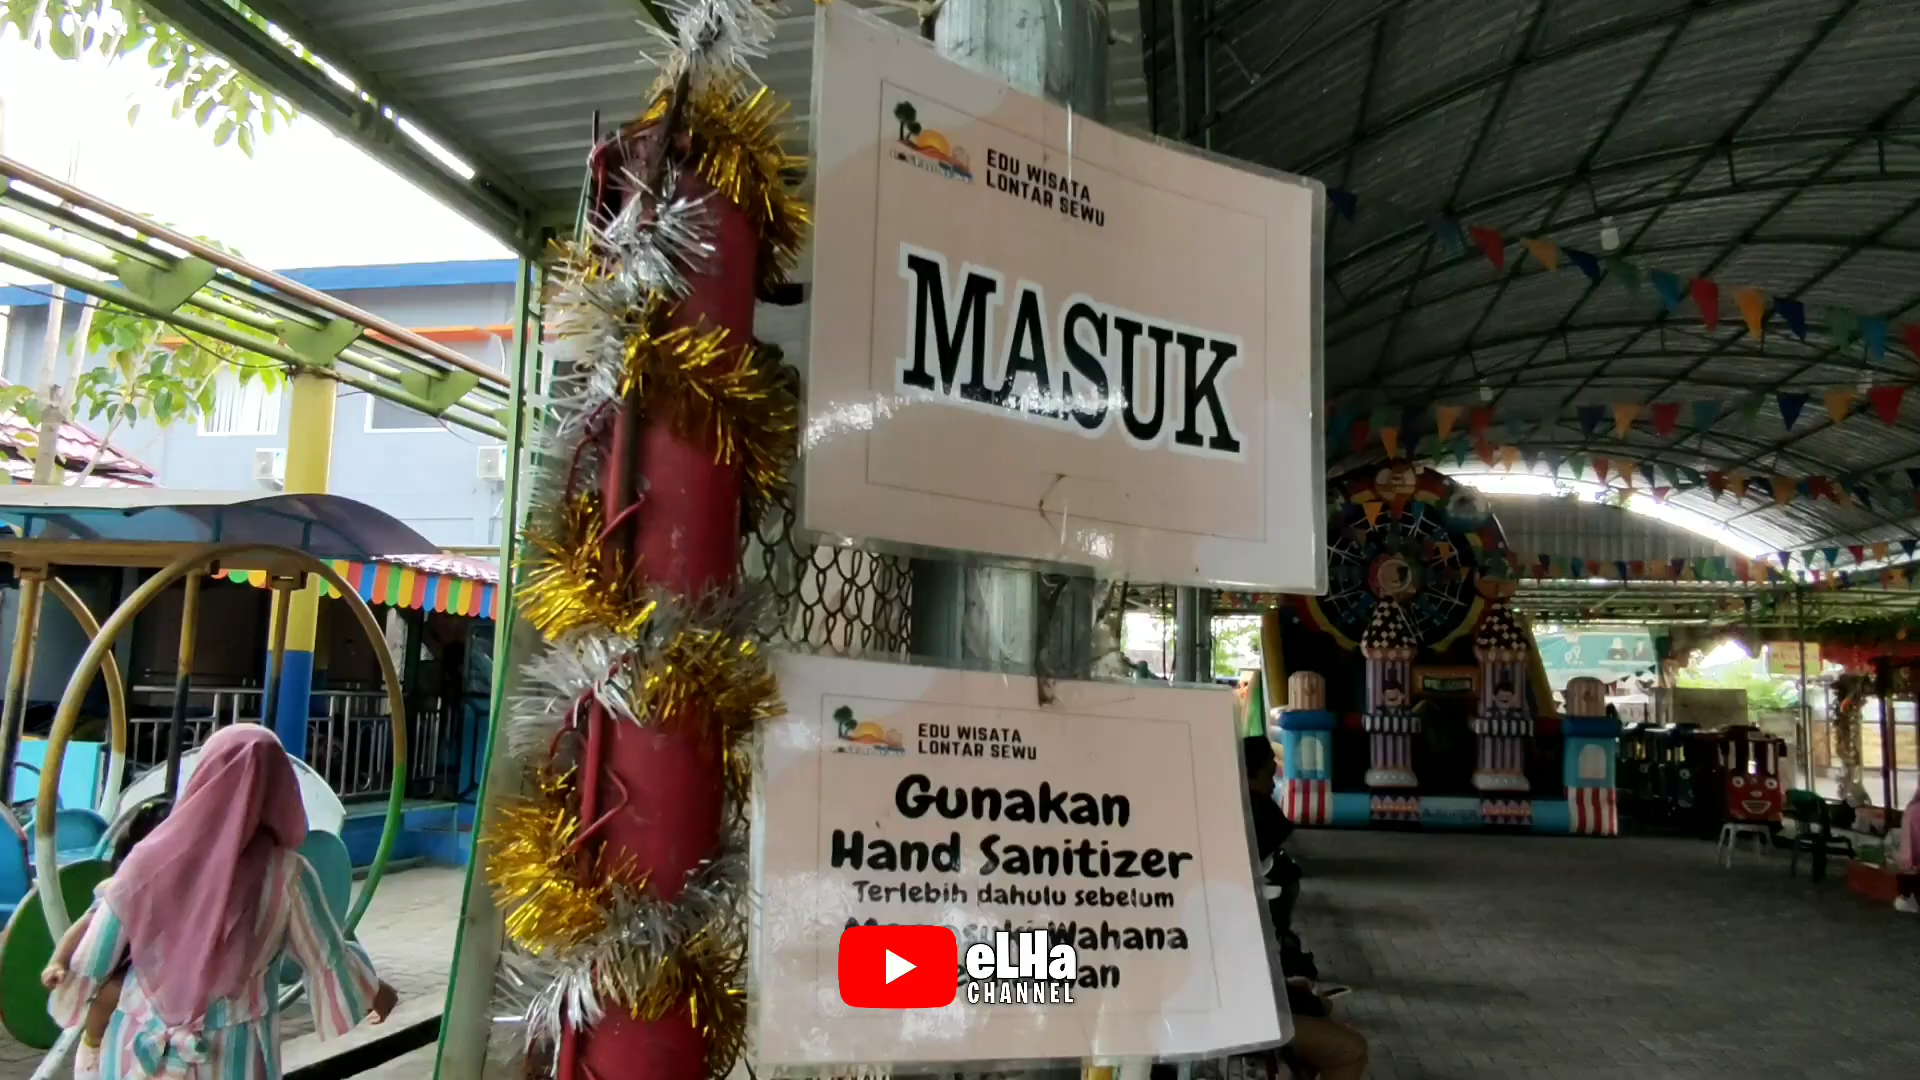 EDU WISATA
LONTAR SEWU
MASUK
EDU WISATA
LONTAR SEWU
Gunakan
Hand Sanitizer
Terlebih dahulu sebelum
Wahana
eLHa
CHANNEL